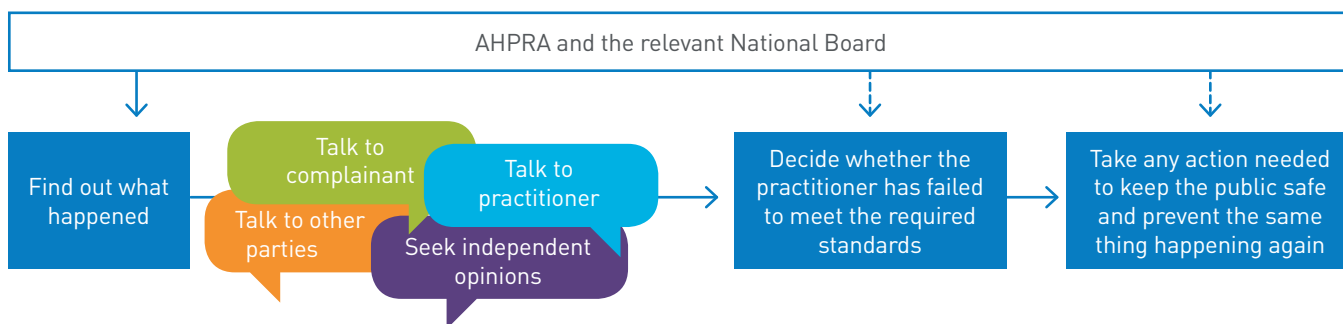 AHPRA and the relevant National Board
Find out what
happened
Talk to
complainant
Talk to
practitioner
Talk to other
parties
Seek independent
opinions
Decide whether the
practitioner has failed
to meet the required
standards
Take any action needed
to keep the public safe
and prevent the same
thing happening again